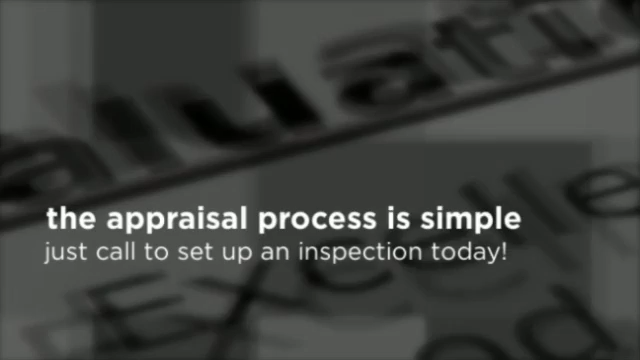 the appraisal process is simple
just call to set up an inspection today!